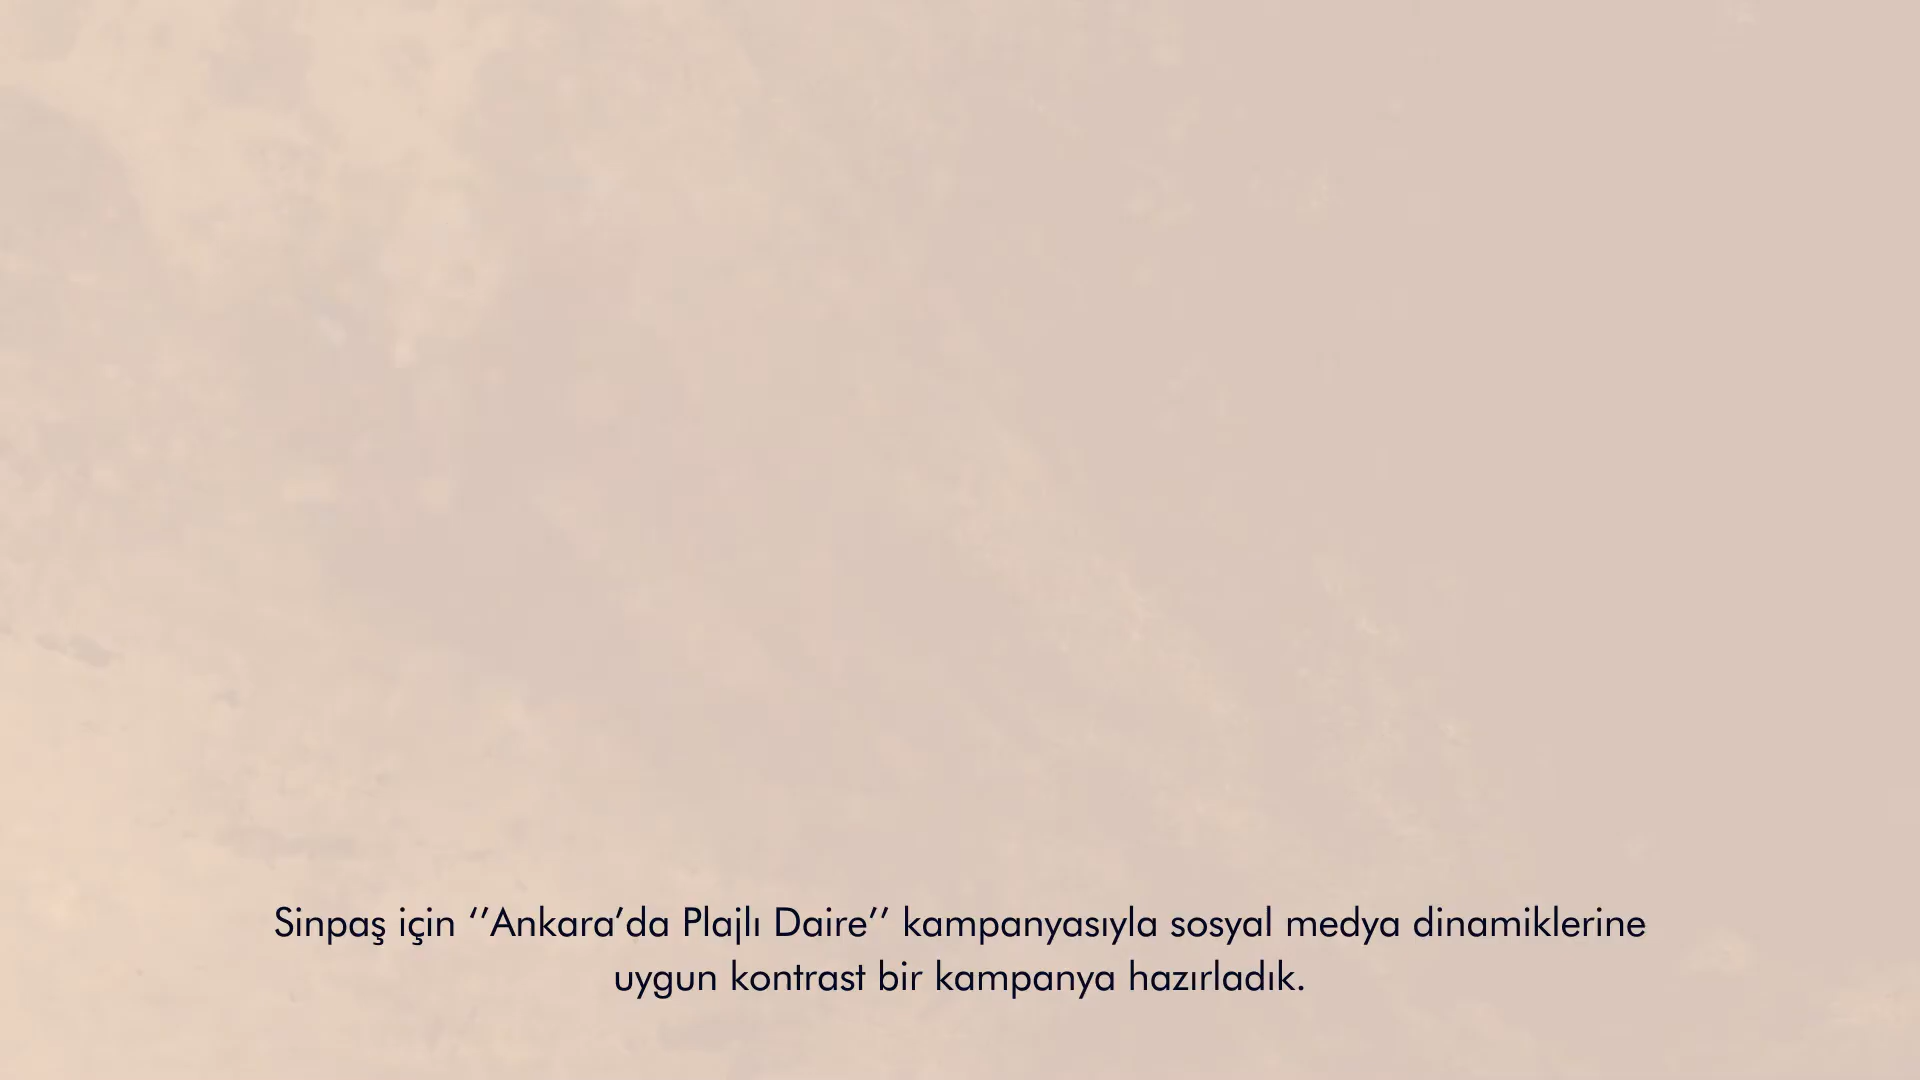 Sinpaş için ‘’Ankara’da Plajlı Daire’’ kampanyasıyla sosyal medya dinamiklerine
uygun kontrast bir kampanya hazırladık.